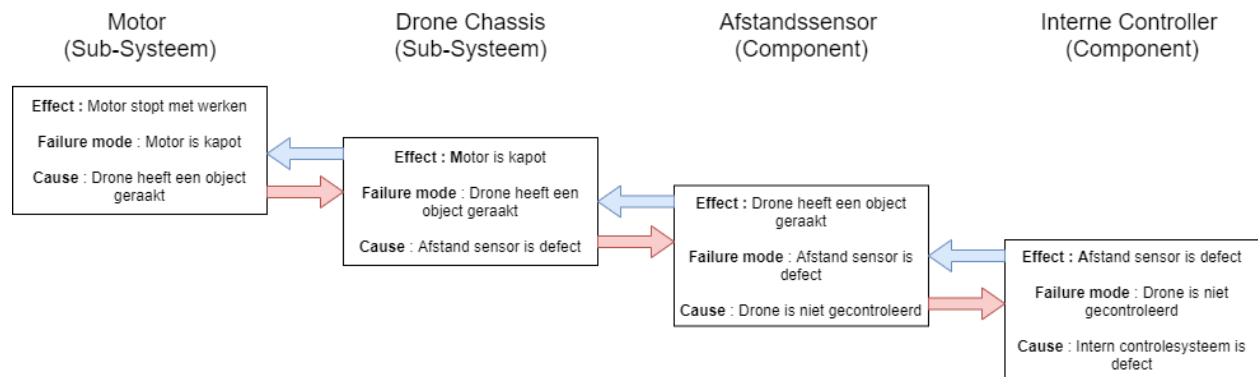 Motor
(Sub-Systeem)
Drone Chassis
(Sub-Systeem)
Afstandssensor
(Component)
Interne Controller
(Component)
Effect : Motor stopt met werken
Failure mode : Motor is kapot
Cause : Drone heeft een object
geraakt
Effect : Motor is kapot
Failure mode : Drone heeft een
object geraakt
Cause : Afstand sensor is defect
Effect : Drone heeft een object
geraakt
Failure mode : Afstand sensor is
defect
Cause : Drone is niet gecontroleerd
Effect : Afstand sensor is defect
Failure mode : Drone is niet
gecontroleerd
Cause : Intern controlesysteem is
defect